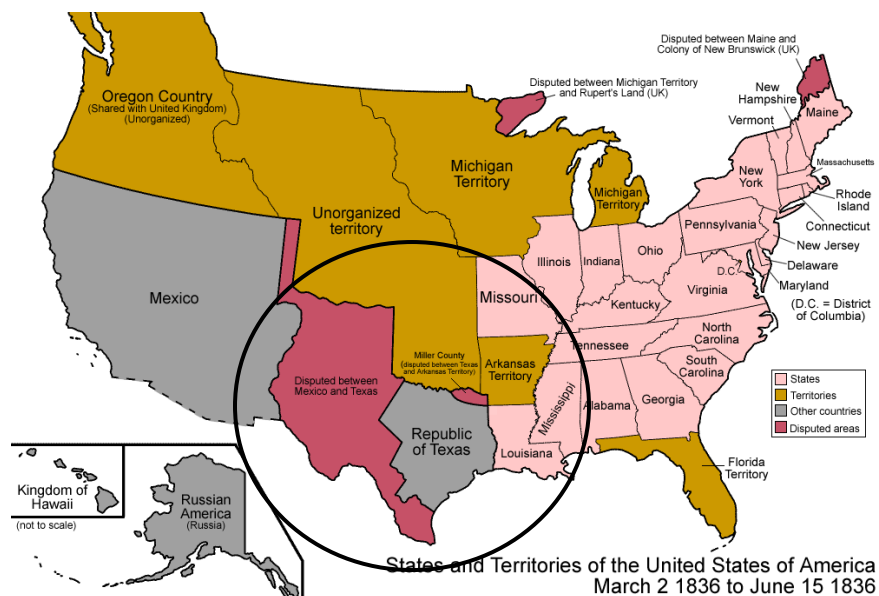 Disputed between Maine and
Colony of New Brunswick (UK)
Oregon Country
(Shared with United Kingdom)
(Unorganized)
Disputed between Michigan Territory
and Rupert's Land (UK)
New
Hampshire
Vermont
Maine
Massachusetts
Michigan
Territory
Michigan
Territory
New
York
Rhode
Island
Connecticut
Unorganized
territory
Pennsylvania
New Jersey
Illinois
Indiana
Ohio
D.C.
Delaware
Maryland
(D.C. = District
of Columbia)
Mexico
Missouri
Kentucky
Virginia
Tennessee
North
Carolina
South
Carolina
Miller County
(disputed between Texas
and Arkansas Territory)
Arkansas
Territory
Disputed between
Mexico and Texas
Mississippi
Alabama
Georgia
States
Territories
Other countries
Disputed areas
Republic
of Texas
Louisiana
Florida
Territory
Kingdom of
Hawaii
(not to scale)
Russian
America
(Russia)
States and Territories of the United States of America
March 2 1836 to June 15 1836